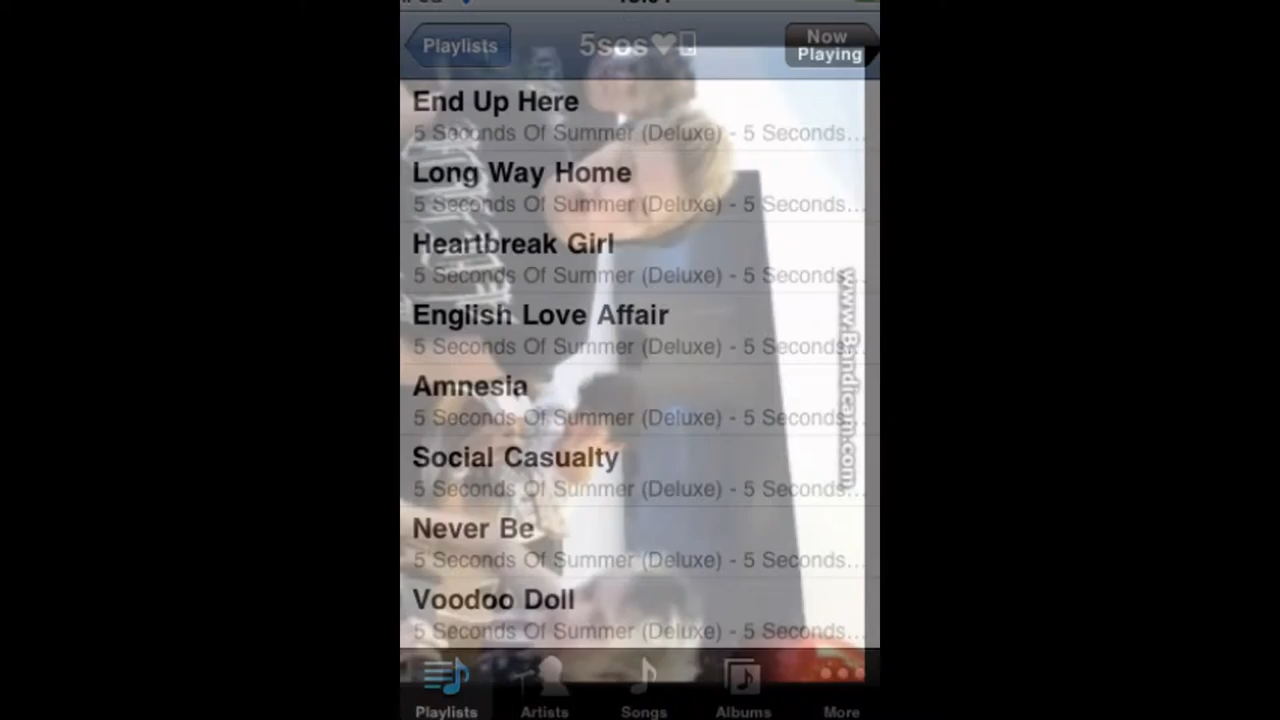 Playlists
5sos♥
Now
Playing
End Up Here
5 Seconds Of Summer (Deluxe) - 5 Seconds...
Long Way Home
5 Seconds Of Summer (Deluxe) - 5 Seconds...
Heartbreak Girl
5 Seconds Of Summer (Deluxe) - 5 Seconds...
English Love Affair
5 Seconds Of Summer (Deluxe) - 5 Seconds...
Amnesia
5 Seconds Of Summer (Deluxe) - 5 Seconds...
Social Casualty
5 Seconds Of Summer (Deluxe) - 5 Seconds...
Never Be
5 Seconds Of Summer (Deluxe) - 5 Seconds...
Voodoo Doll
5 Seconds Of Summer (Deluxe) - 5 Seconds...
www.Bandicam.com
Playlists
Artists
Songs
Albums
More